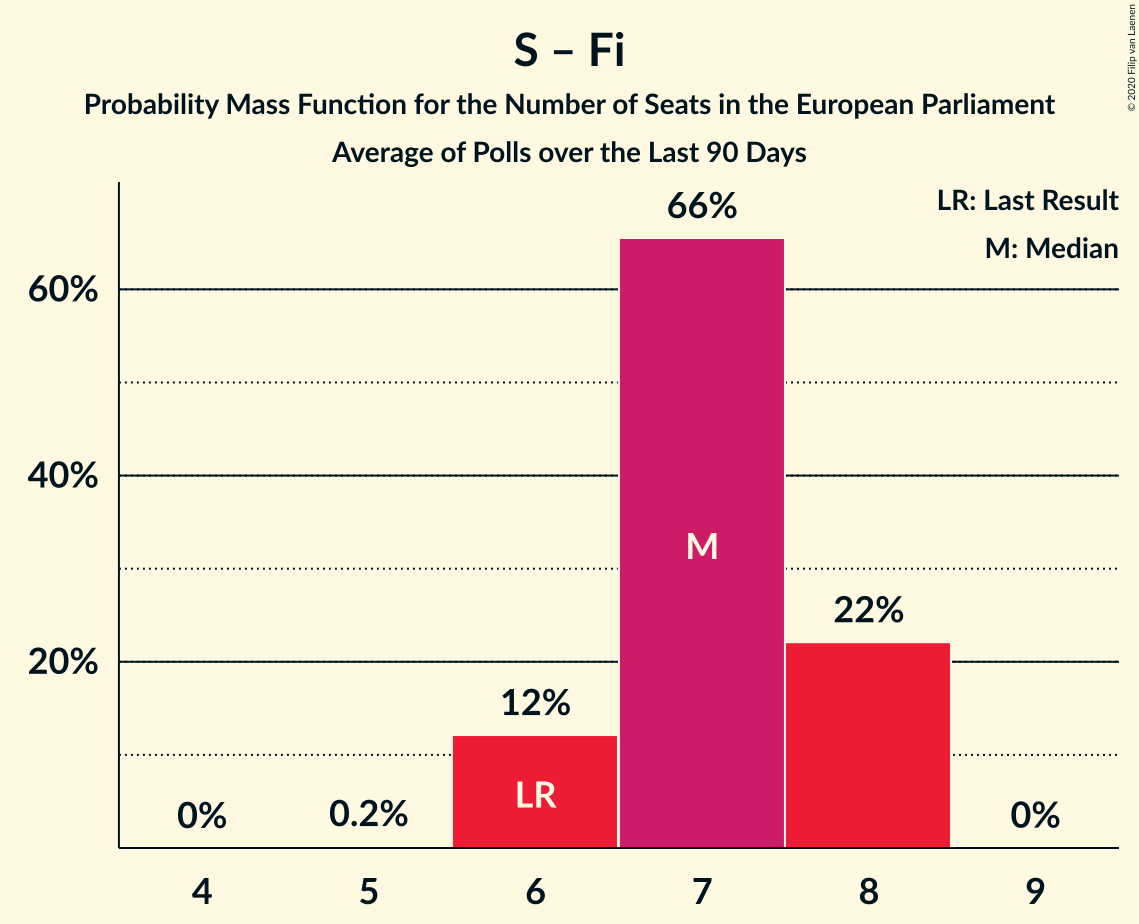 S – Fi
Probability Mass Function for the Number of Seats in the European Parliament
Average of Polls over the Last 90 Days
© 2020 Filip van Laenen
LR: Last Result
M: Median
66%
60%
40%
20%
M
22%
12%
LR
0%
0.2%
0%
4 5 6 7 8 9